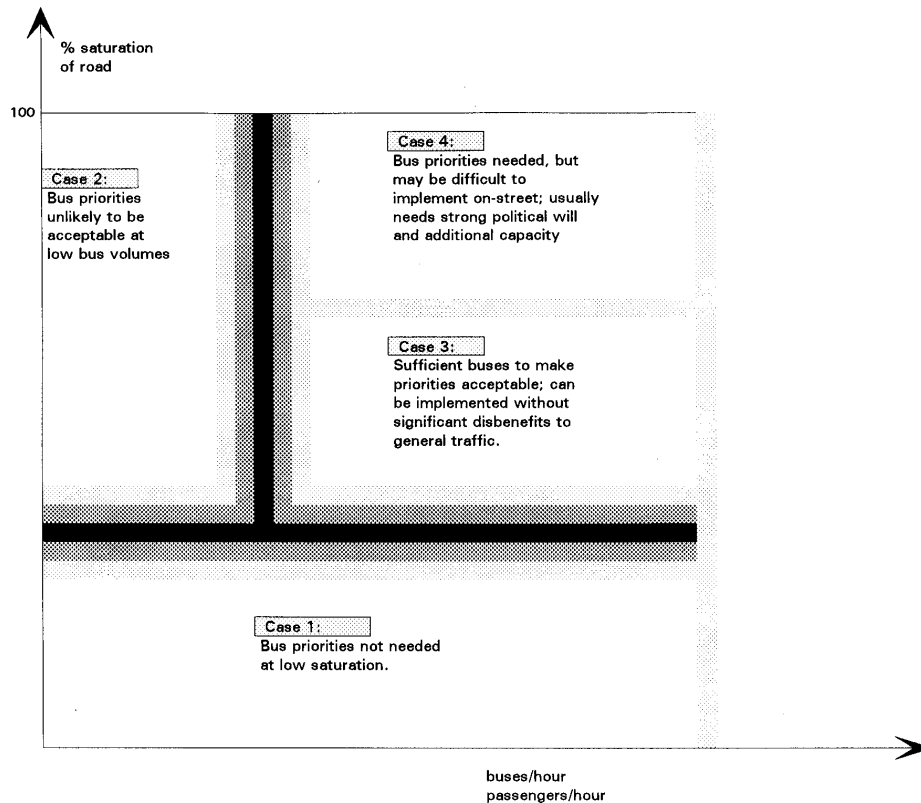 % saturation
of road
100
Case 2:
Bus priorities
unlikely to be
acceptable at
low bus volumes
Case 4:
Bus priorities needed, but
may be difficult to
implement on-street; usually
needs strong political will
and additional capacity
Case 3:
Sufficient buses to make
priorities acceptable; can
be implemented without
significant disbenefits to
general traffic.
Case 1:
Bus priorities not needed
at low saturation.
buses/hour
passengers/hour